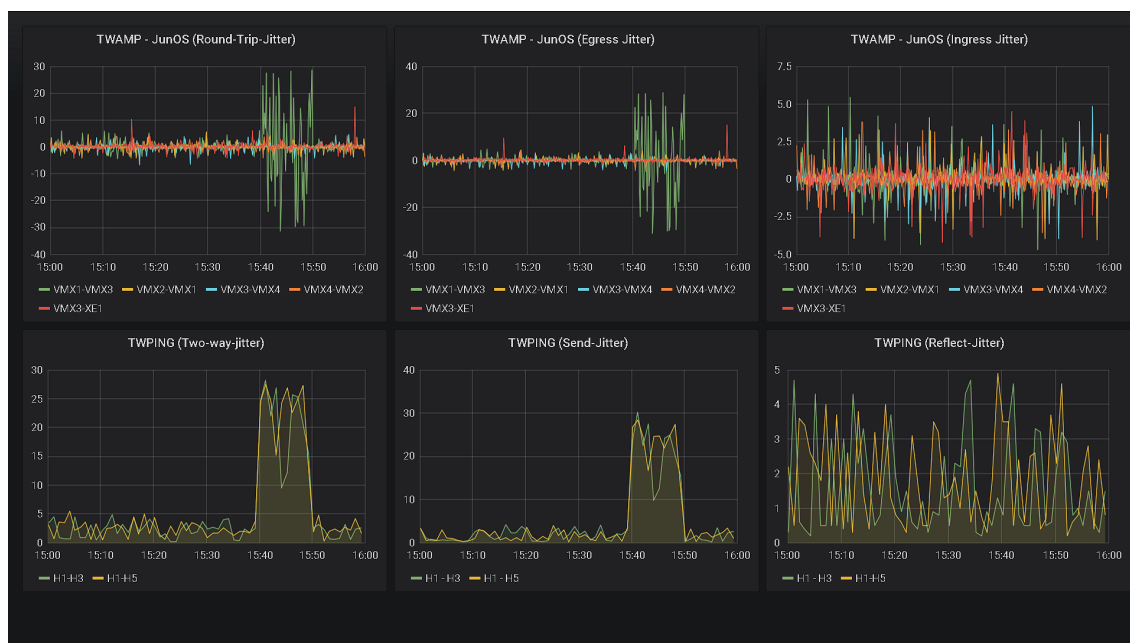 TWAMP - JunOS (Round-Trip-Jitter)
30
20
10
0
-10
-20
-30
-40
15:00 15:10 15:20 15:30 15:40 15:50 16:00
VMX1-VMX3 VMX2-VMX1 VMX3-VMX4 VMX4-VMX2
VMX3-XE1
TWAMP - JunOS (Egress Jitter)
40
20
0
-20
-40
15:00 15:10 15:20 15:30 15:40 15:50 16:00
VMX1-VMX3 VMX2-VMX1 VMX3-VMX4 VMX4-VMX2
VMX3-XE1
TWAMP - JunOS (Ingress Jitter)
7.5
5.0
2.5
0
-2.5
-5.0
15:00 15:10 15:20 15:30 15:40 15:50 16:00
VMX1-VMX3 VMX2-VMX1 VMX3-VMX4 VMX4-VMX2
VMX3-XE1
TWPING (Two-way-jitter)
30
25
20
15
10
5
0
15:00 15:10 15:20 15:30 15:40 15:50 16:00
H1-H3 H1-H5
TWPING (Send-Jitter)
40
30
20
10
0
15:00 15:10 15:20 15:30 15:40 15:50 16:00
H1 - H3 H1 - H5
TWPING (Reflect-Jitter)
5
4
3
2
1
0
15:00 15:10 15:20 15:30 15:40 15:50 16:00
H1 - H3 H1-H5